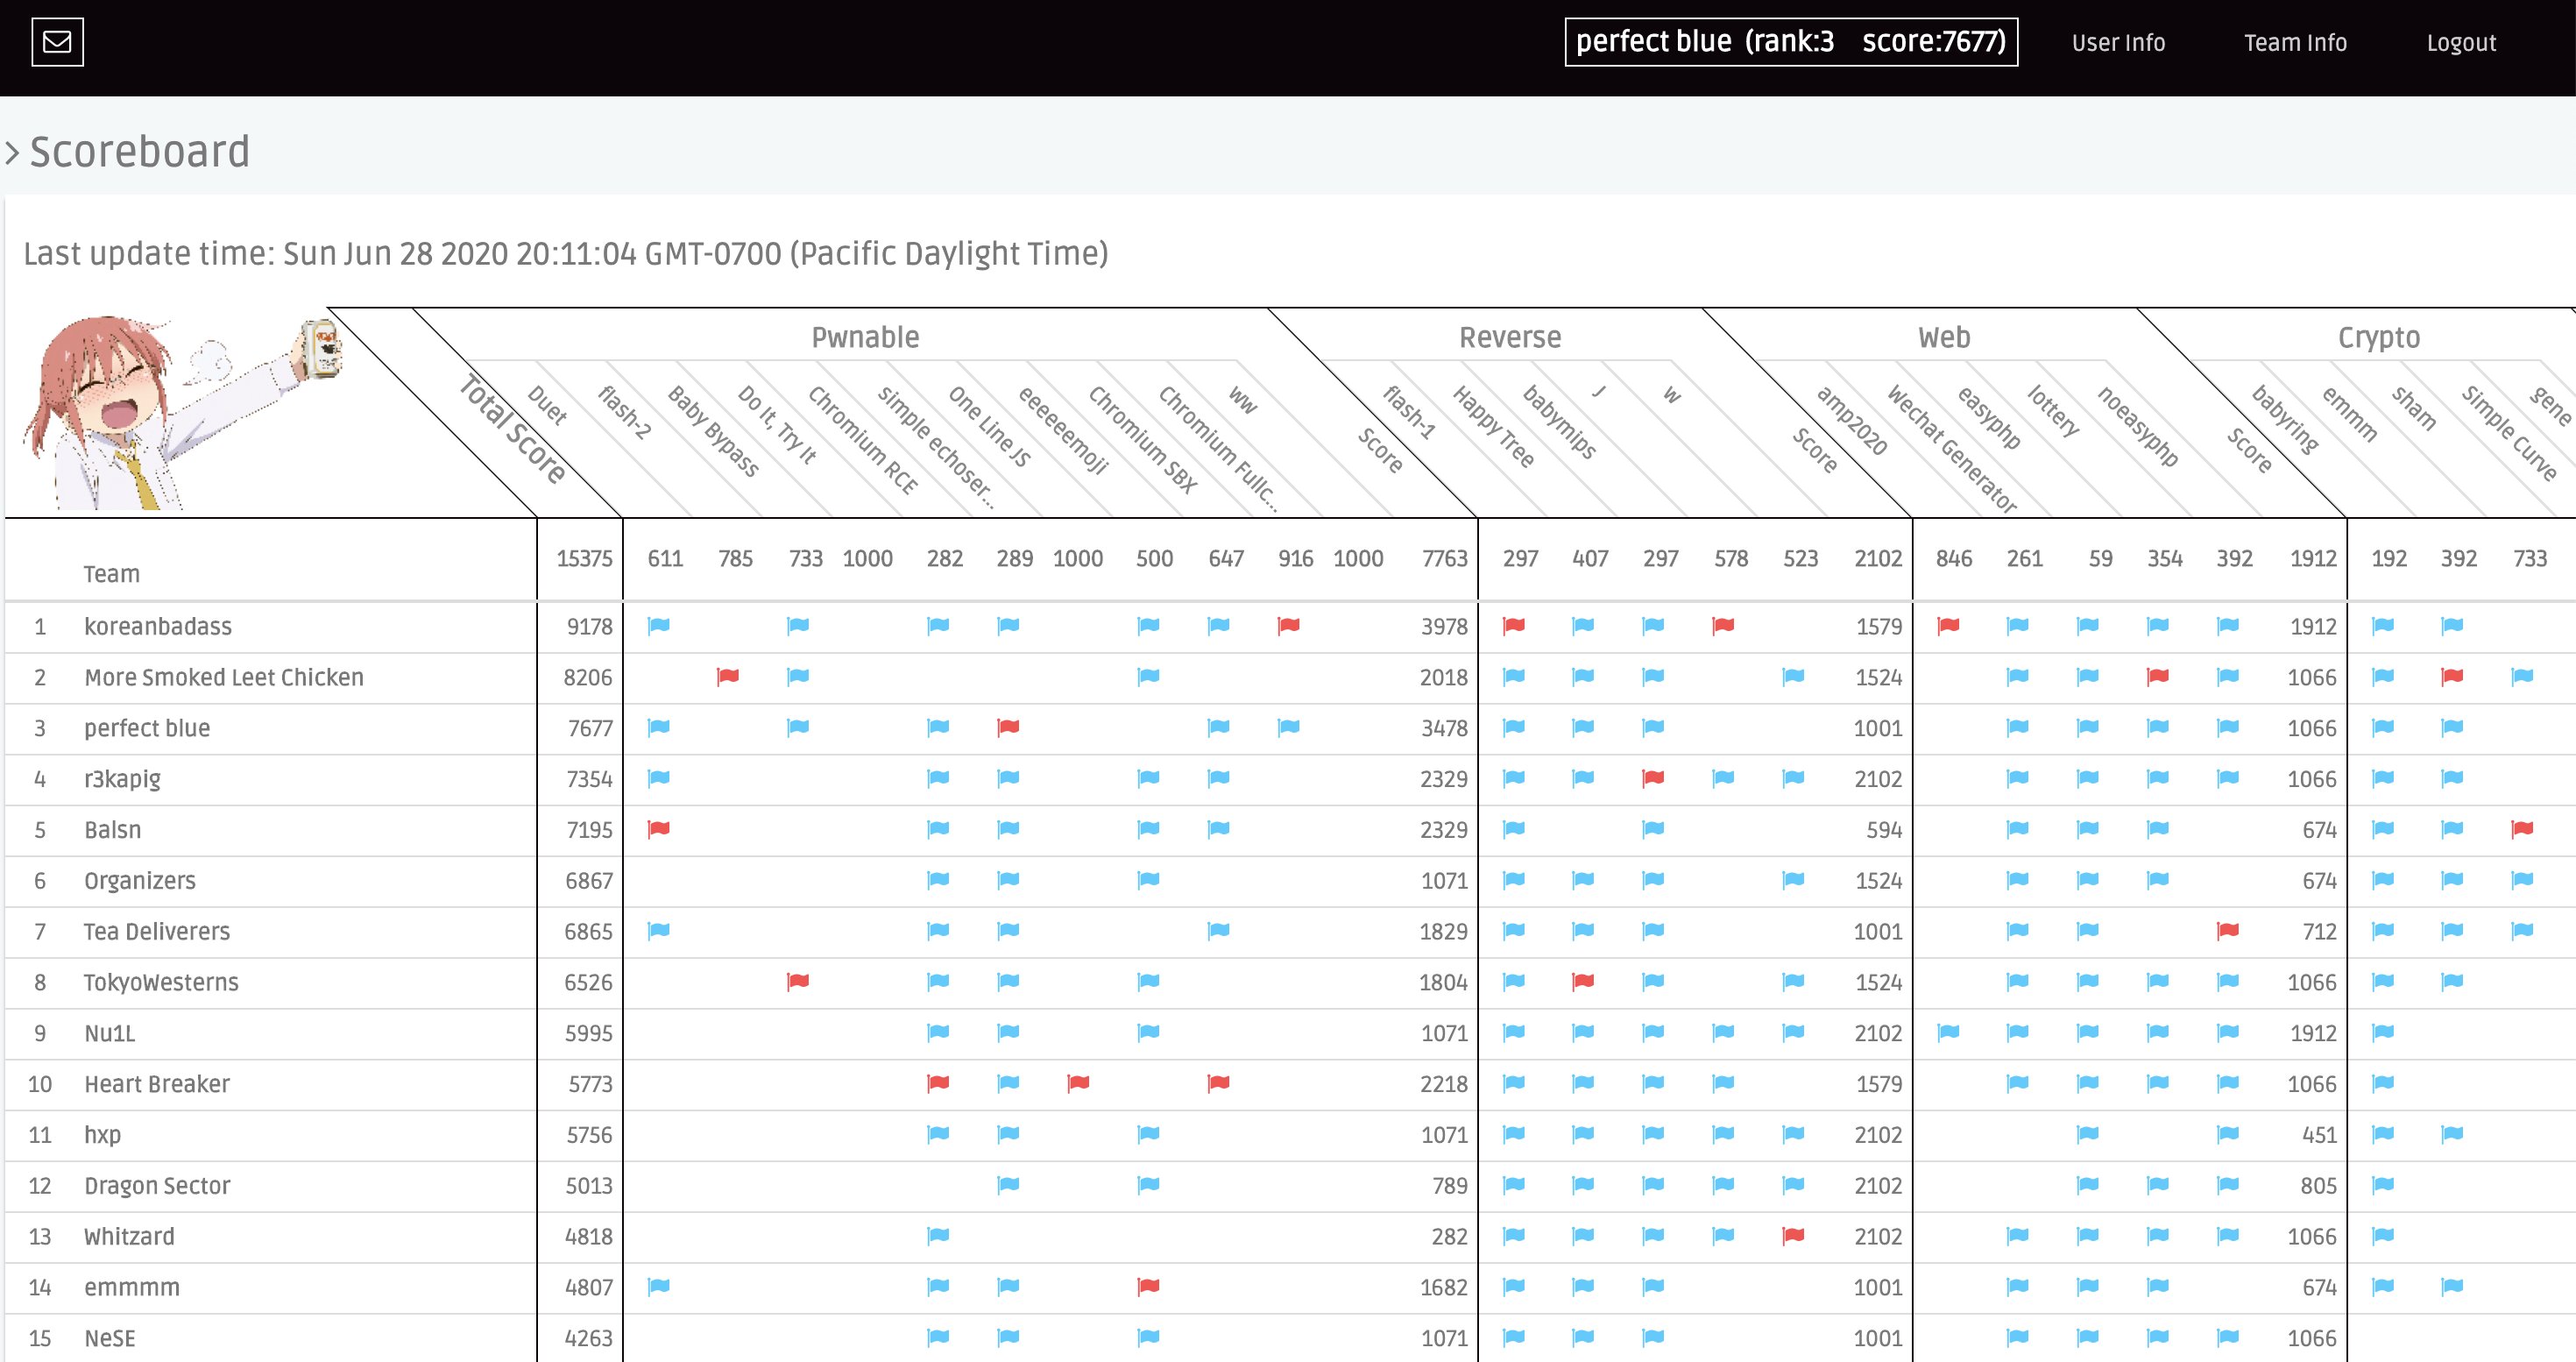 perfect blue (rank:3 score:7677) User Info Team Info Logout
> Scoreboard
Last update time: Sun Jun 28 2020 20:11:04 GMT-0700 (Pacific Daylight Time)
Pwnable Reverse Web Crypto
Total Score Duet flash-2 Baby Bypass Do It, Try It Chromium RCE simple echoser... One Line JS eeeeeemoji Chromium SBX Chromium Fullc... ww Score flash-1 Happy Tree babymips J w Score amp2020 Wechat Generator easyphp lottery noeasyphp Score babyring emmm sham Simple Curve gene
Team 15375 611 785 733 1000 282 289 1000 500 647 916 1000 7763 297 407 297 578 523 2102 846 261 59 354 392 1912 192 392 733
1 koreanbadass 9178 3978 1579 1912
2 More Smoked Leet Chicken 8206 2018 1524 1066
3 perfect blue 7677 3478 1001 1066
4 r3kapig 7354 2329 2102 1066
5 Balsn 7195 2329 594 674
6 Organizers 6867 1071 1524 674
7 Tea Deliverers 6865 1829 1001 712
8 TokyoWesterns 6526 1804 1524 1066
9 Nu1L 5995 1071 2102 1912
10 Heart Breaker 5773 2218 1579 1066
11 hxp 5756 1071 2102 451
12 Dragon Sector 5013 789 2102 805
13 Whitzard 4818 282 2102 1066
14 emmmm 4807 1682 1001 674
15 NeSE 4263 1071 1001 1066